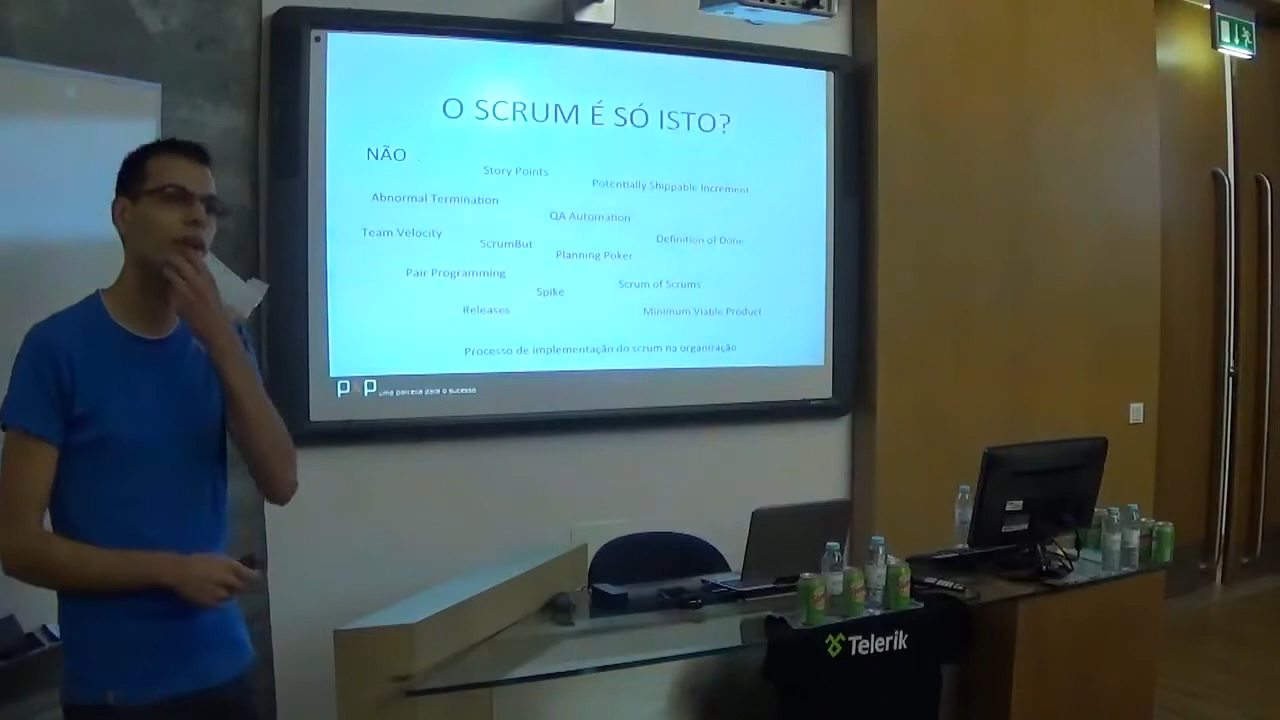 O SCRUM É SÓ ISTO?
NÃO
Story Points
Potentially Shippable Increment
Abnormal Termination
QA Automation
Team Velocity
ScrumBut
Definition of Done
Planning Poker
Pair Programming
Spike
Scrum of Scrums
Releases
Minimum Viable Product
Processo de implementação do scrum na organização
PXP uma parceria para o sucesso
Telerik